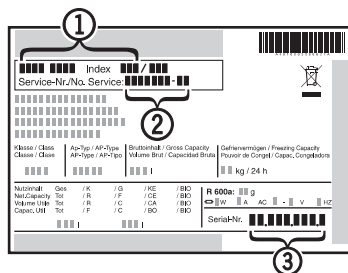 1
Index /
Service-Nr./No. Service: -
2
Klasse / Class
Classe / Clase
Ap-Typ / AP-Type
AP-Type / AP-Tipo
Bruttoinhalt / Gross Capacity
Volume Brut / Capacidad Bruta
Gefriervermögen / Freezing Capacity
Pouvoir de Congel./ Capac, Congeladora
I
kg / 24 h
Nutzinhalt Ges / K / G / KE / BIO
Net.Capacity Tot / R / F / CE / BIO
Volume Utile Tot / R / C / CA / BIO
Capac. Util Tot / F / C / BO / BIO
R 600a: g
W A AC - V HZ
Serial-Nr.
3